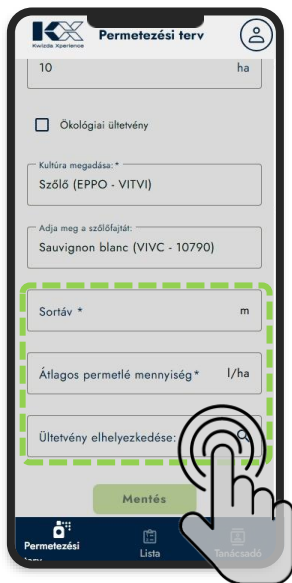 KX
Kwizda Xperience
Permetezési terv
10 ha
Ökológiai ültetvény
Kultúra megadása: *
Szőlő (EPPO - VITVI)
Adja meg a szőlőfajtát:
Sauvignon blanc (VIVC - 10790)
Sortáv * m
Átlagos permetlé mennyiség * l/ha
Ültetvény elhelyezkedése:
Mentés
Permetezési
terv
Lista
Tanácsadó